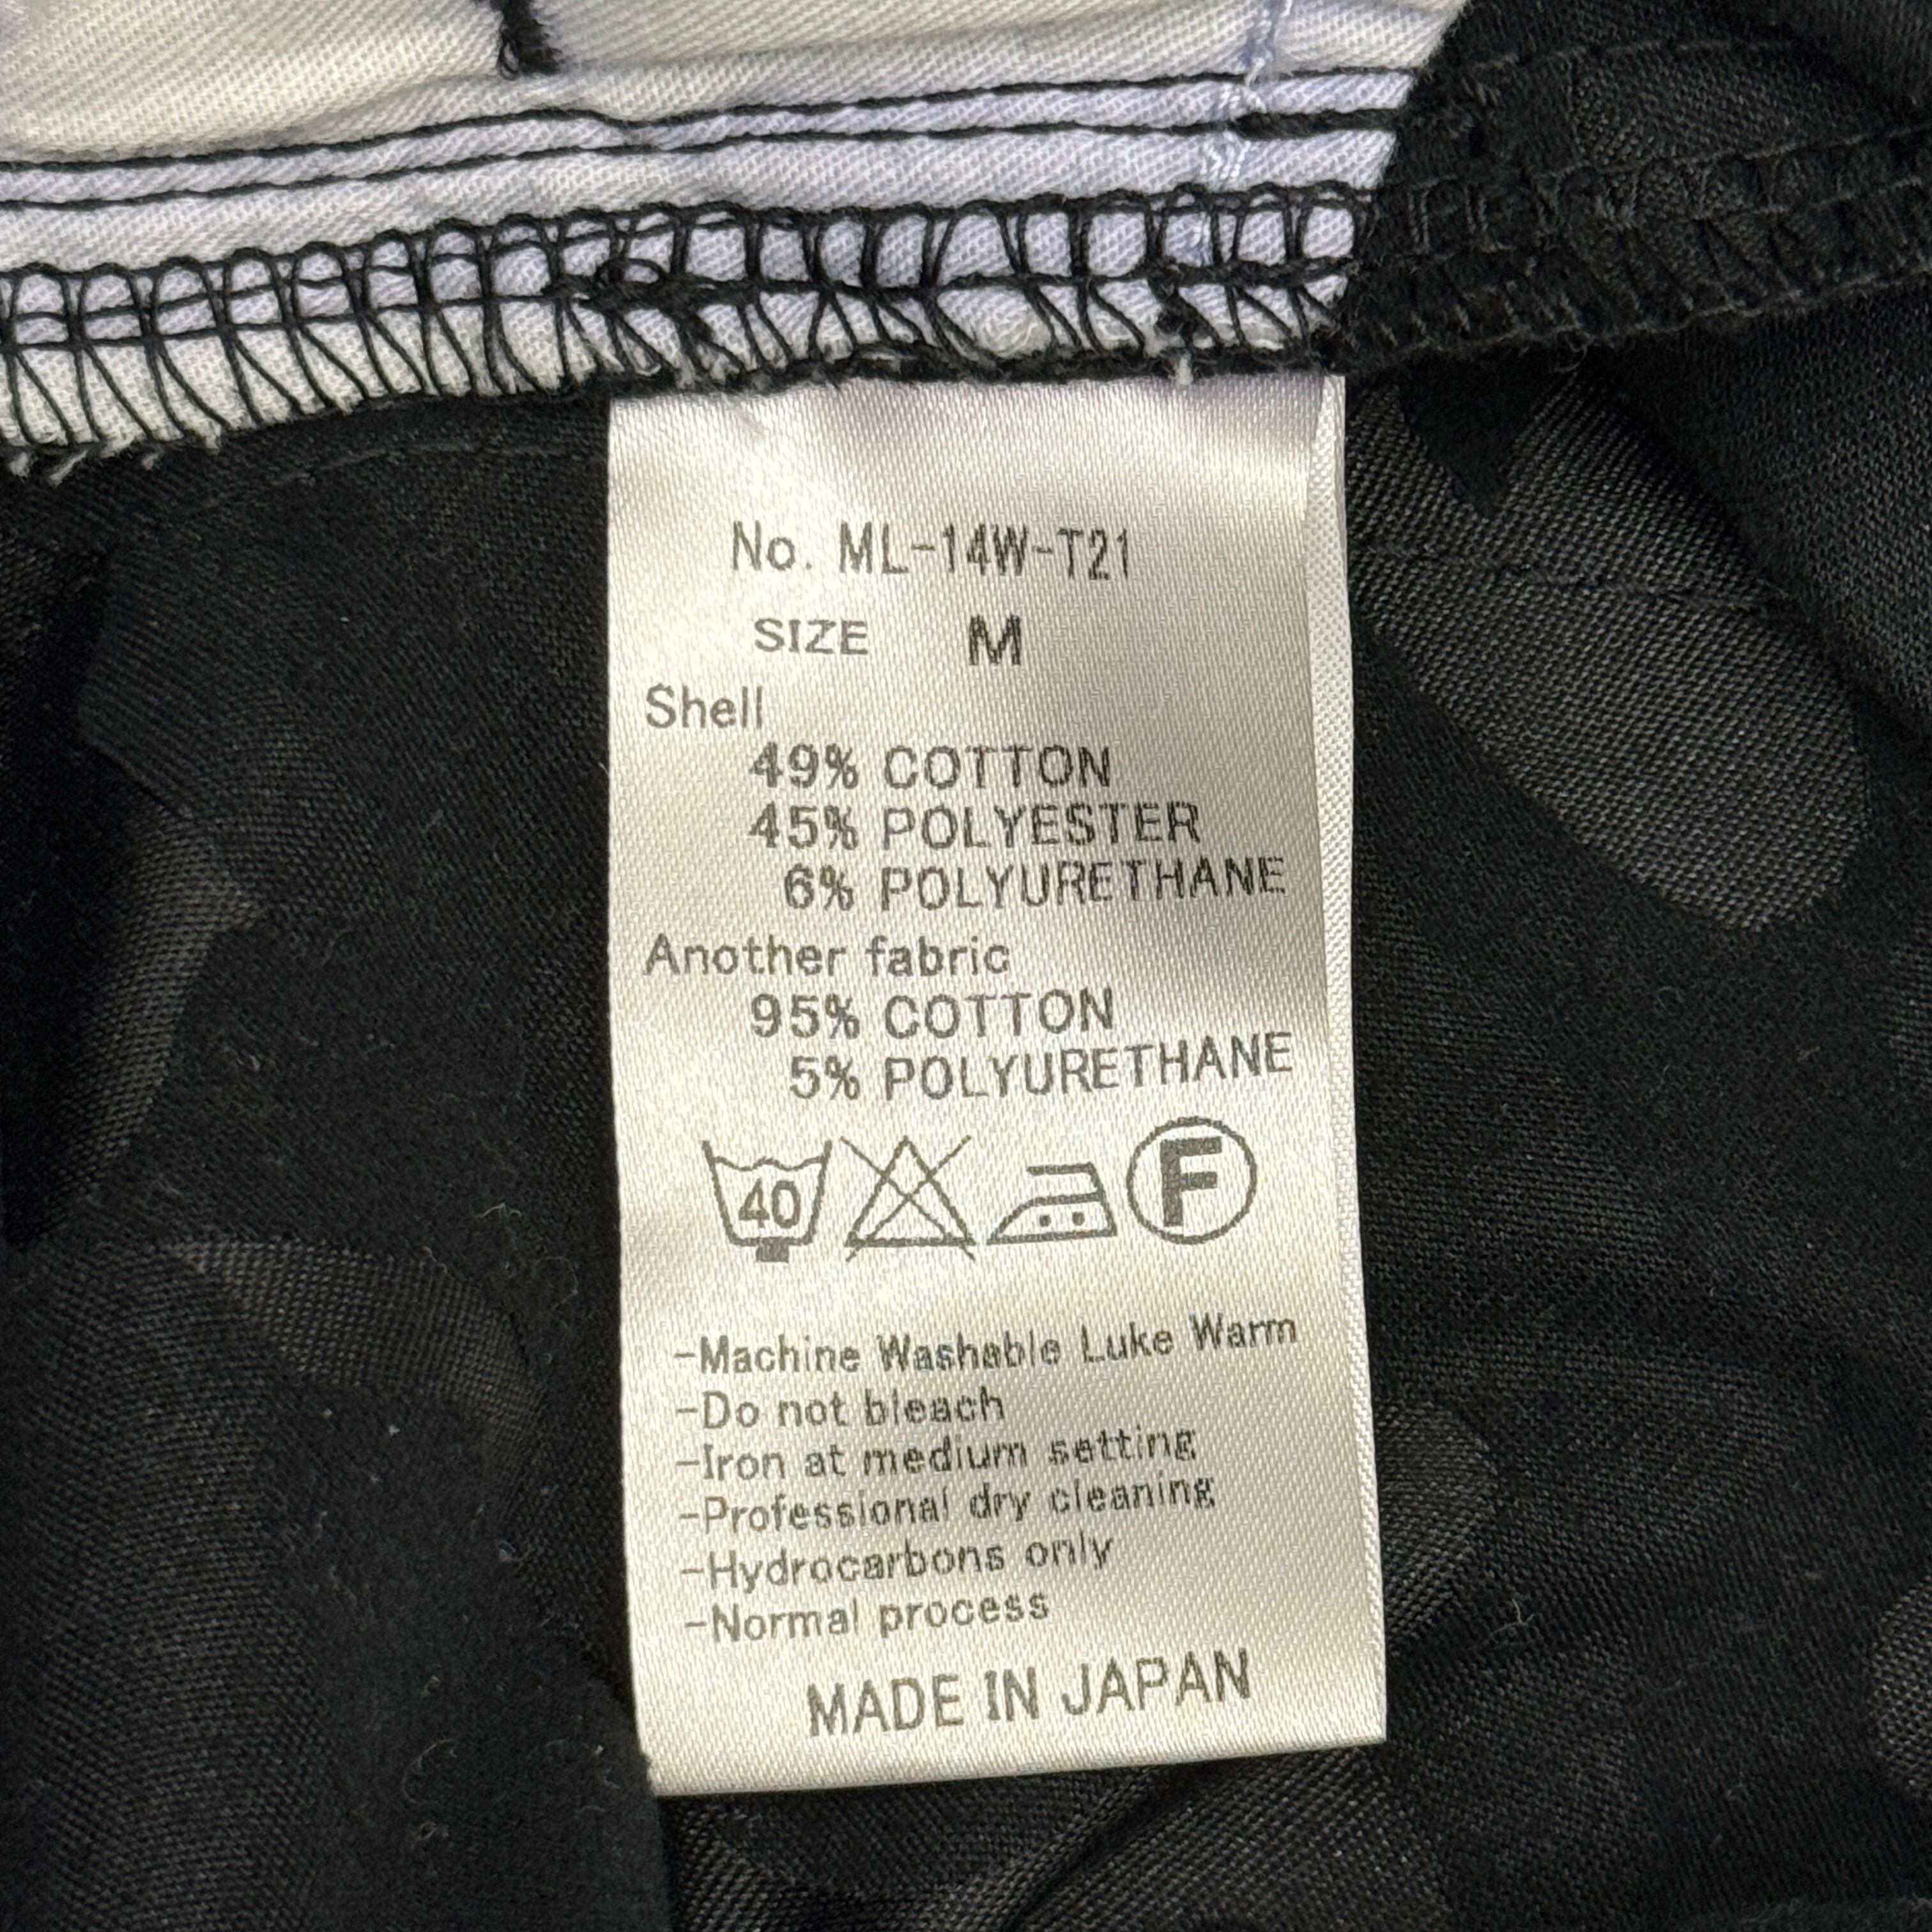 No. ML-14W-T21
SIZE M
Shell
49% COTTON
45% POLYESTER
6% POLYURETHANE
Another fabric
95% COTTON
5% POLYURETHANE
40 F
-Machine Washable Luke Warm
-Do not bleach
-Iron at medium setting
-Professional dry cleaning
-Hydrocarbons only
-Normal process
MADE IN JAPAN